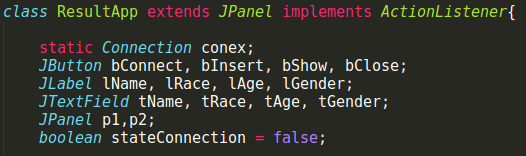 class ResultApp extends JPanel implements ActionListener{
static Connection conex;
JButton bConnect, bInsert, bShow, bClose;
JLabel lName, lRace, lAge, lGender;
JTextField tName, tRace, tAge, tGender;
JPanel p1,p2;
boolean stateConnection = false;